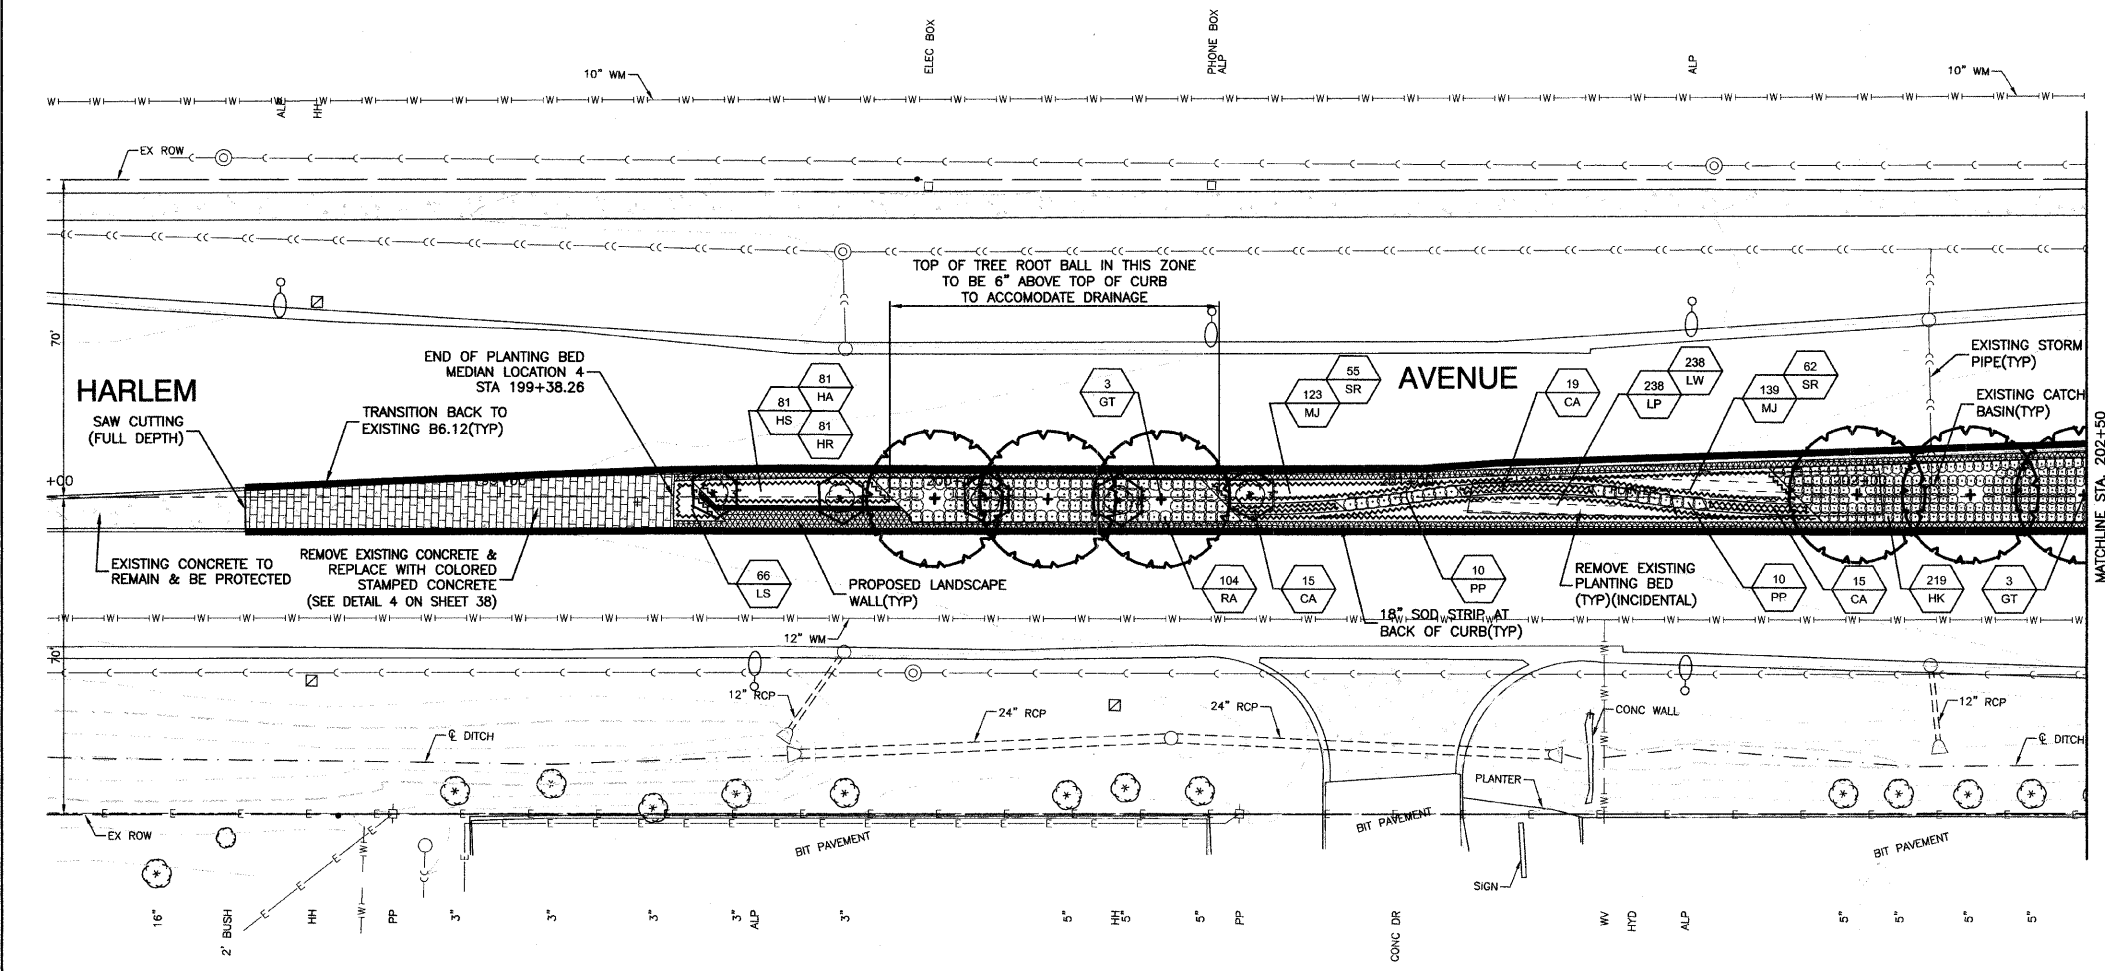 ELEC BOX
PHONE BOX
ALP
ALP
10" WM
10" WM
ALP
HH
EX ROW
TOP OF TREE ROOT BALL IN THIS ZONE
TO BE 6" ABOVE TOP OF CURB
TO ACCOMODATE DRAINAGE
70'
END OF PLANTING BED
MEDIAN LOCATION 4
STA 199+38.26
HARLEM
AVENUE
SAW CUTTING
(FULL DEPTH)
TRANSITION BACK TO
EXISTING B6.12(TYP)
81
HA
81
HS
81
HR
3
GT
55
SR
123
MJ
19
CA
238
LW
238
LP
62
SR
139
MJ
EXISTING STORM
PIPE(TYP)
EXISTING CATCH
BASIN(TYP)
MATCHLINE STA. 202+50
+00
EXISTING CONCRETE TO
REMAIN & BE PROTECTED
REMOVE EXISTING CONCRETE &
REPLACE WITH COLORED
STAMPED CONCRETE
(SEE DETAIL 4 ON SHEET 38)
66
LS
PROPOSED LANDSCAPE
WALL(TYP)
104
RA
15
CA
10
PP
REMOVE EXISTING
PLANTING BED
(TYP)(INCIDENTAL)
10
PP
15
CA
219
HK
3
GT
18" SOD STRIP AT
BACK OF CURB(TYP)
12" WM
70'
12" RCP
24" RCP
24" RCP
CONC WALL
12" RCP
℄ DITCH
℄ DITCH
PLANTER
EX ROW
BIT PAVEMENT
BIT PAVEMENT
BIT PAVEMENT
SIGN
16"
2' BUSH
HH
PP
3"
3"
3"
3"
ALP
3"
5"
HH
5"
5"
PP
CONC DR
WV
HYD
ALP
5"
5"
5"
5"